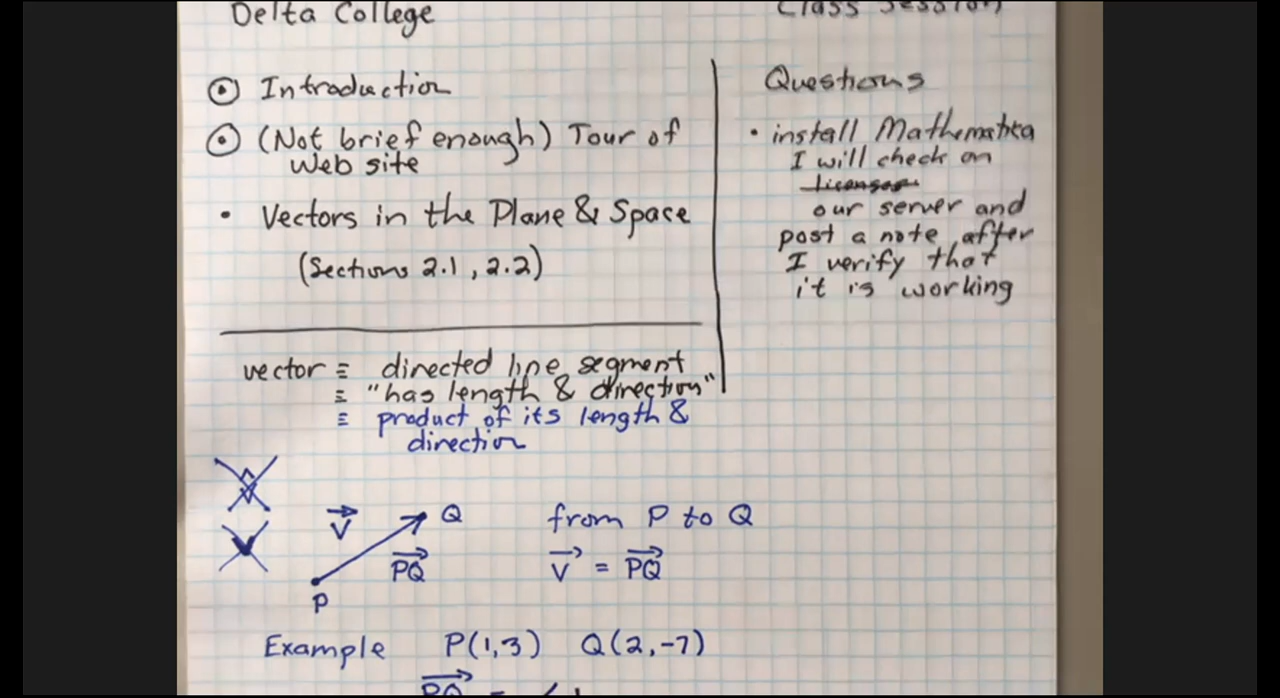 Delta College
Class Session
⊙ Introduction
⊙ (Not brief enough) Tour of
Web site
• Vectors in the Plane & Space
(Sections 2.1, 2.2)
Questions
• install Mathematica
I will check on
our server and
post a note after
I verify that
it is working
vector ≡ directed line segment
≡ "has length & direction"
≡ product of its length &
direction
V⃗
Q
PQ⃗
P
from P to Q
V⃗ = PQ⃗
Example P(1,3) Q(2,-7)
PQ⃗ =